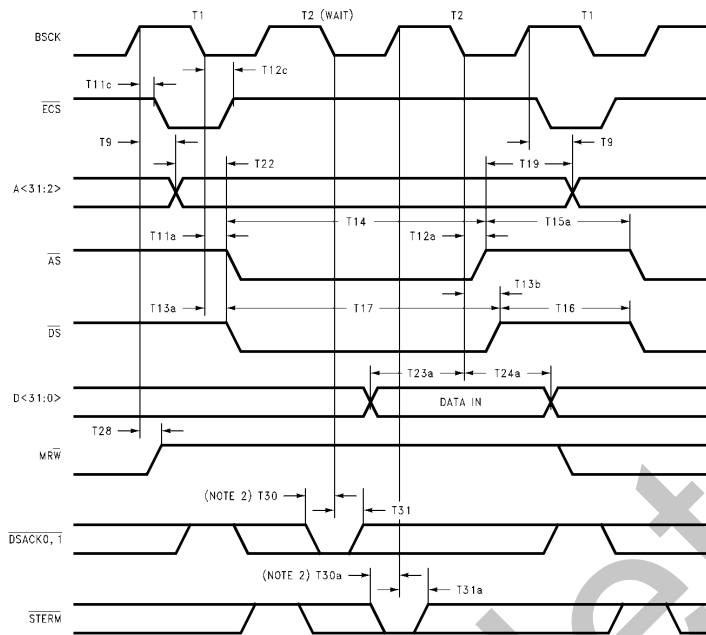 T1 T2 (WAIT) T2 T1
BSCK
T11c T12c
ECS
T9 T9
T22 T19
A<31:2>
T14 T15a
T11a T12a
AS
T13b
T13a T17 T16
DS
T23a T24a
D<31:0> DATA IN
T28
MRW
(NOTE 2) T30 T31
DSACK0, 1
(NOTE 2) T30a T31a
STERM